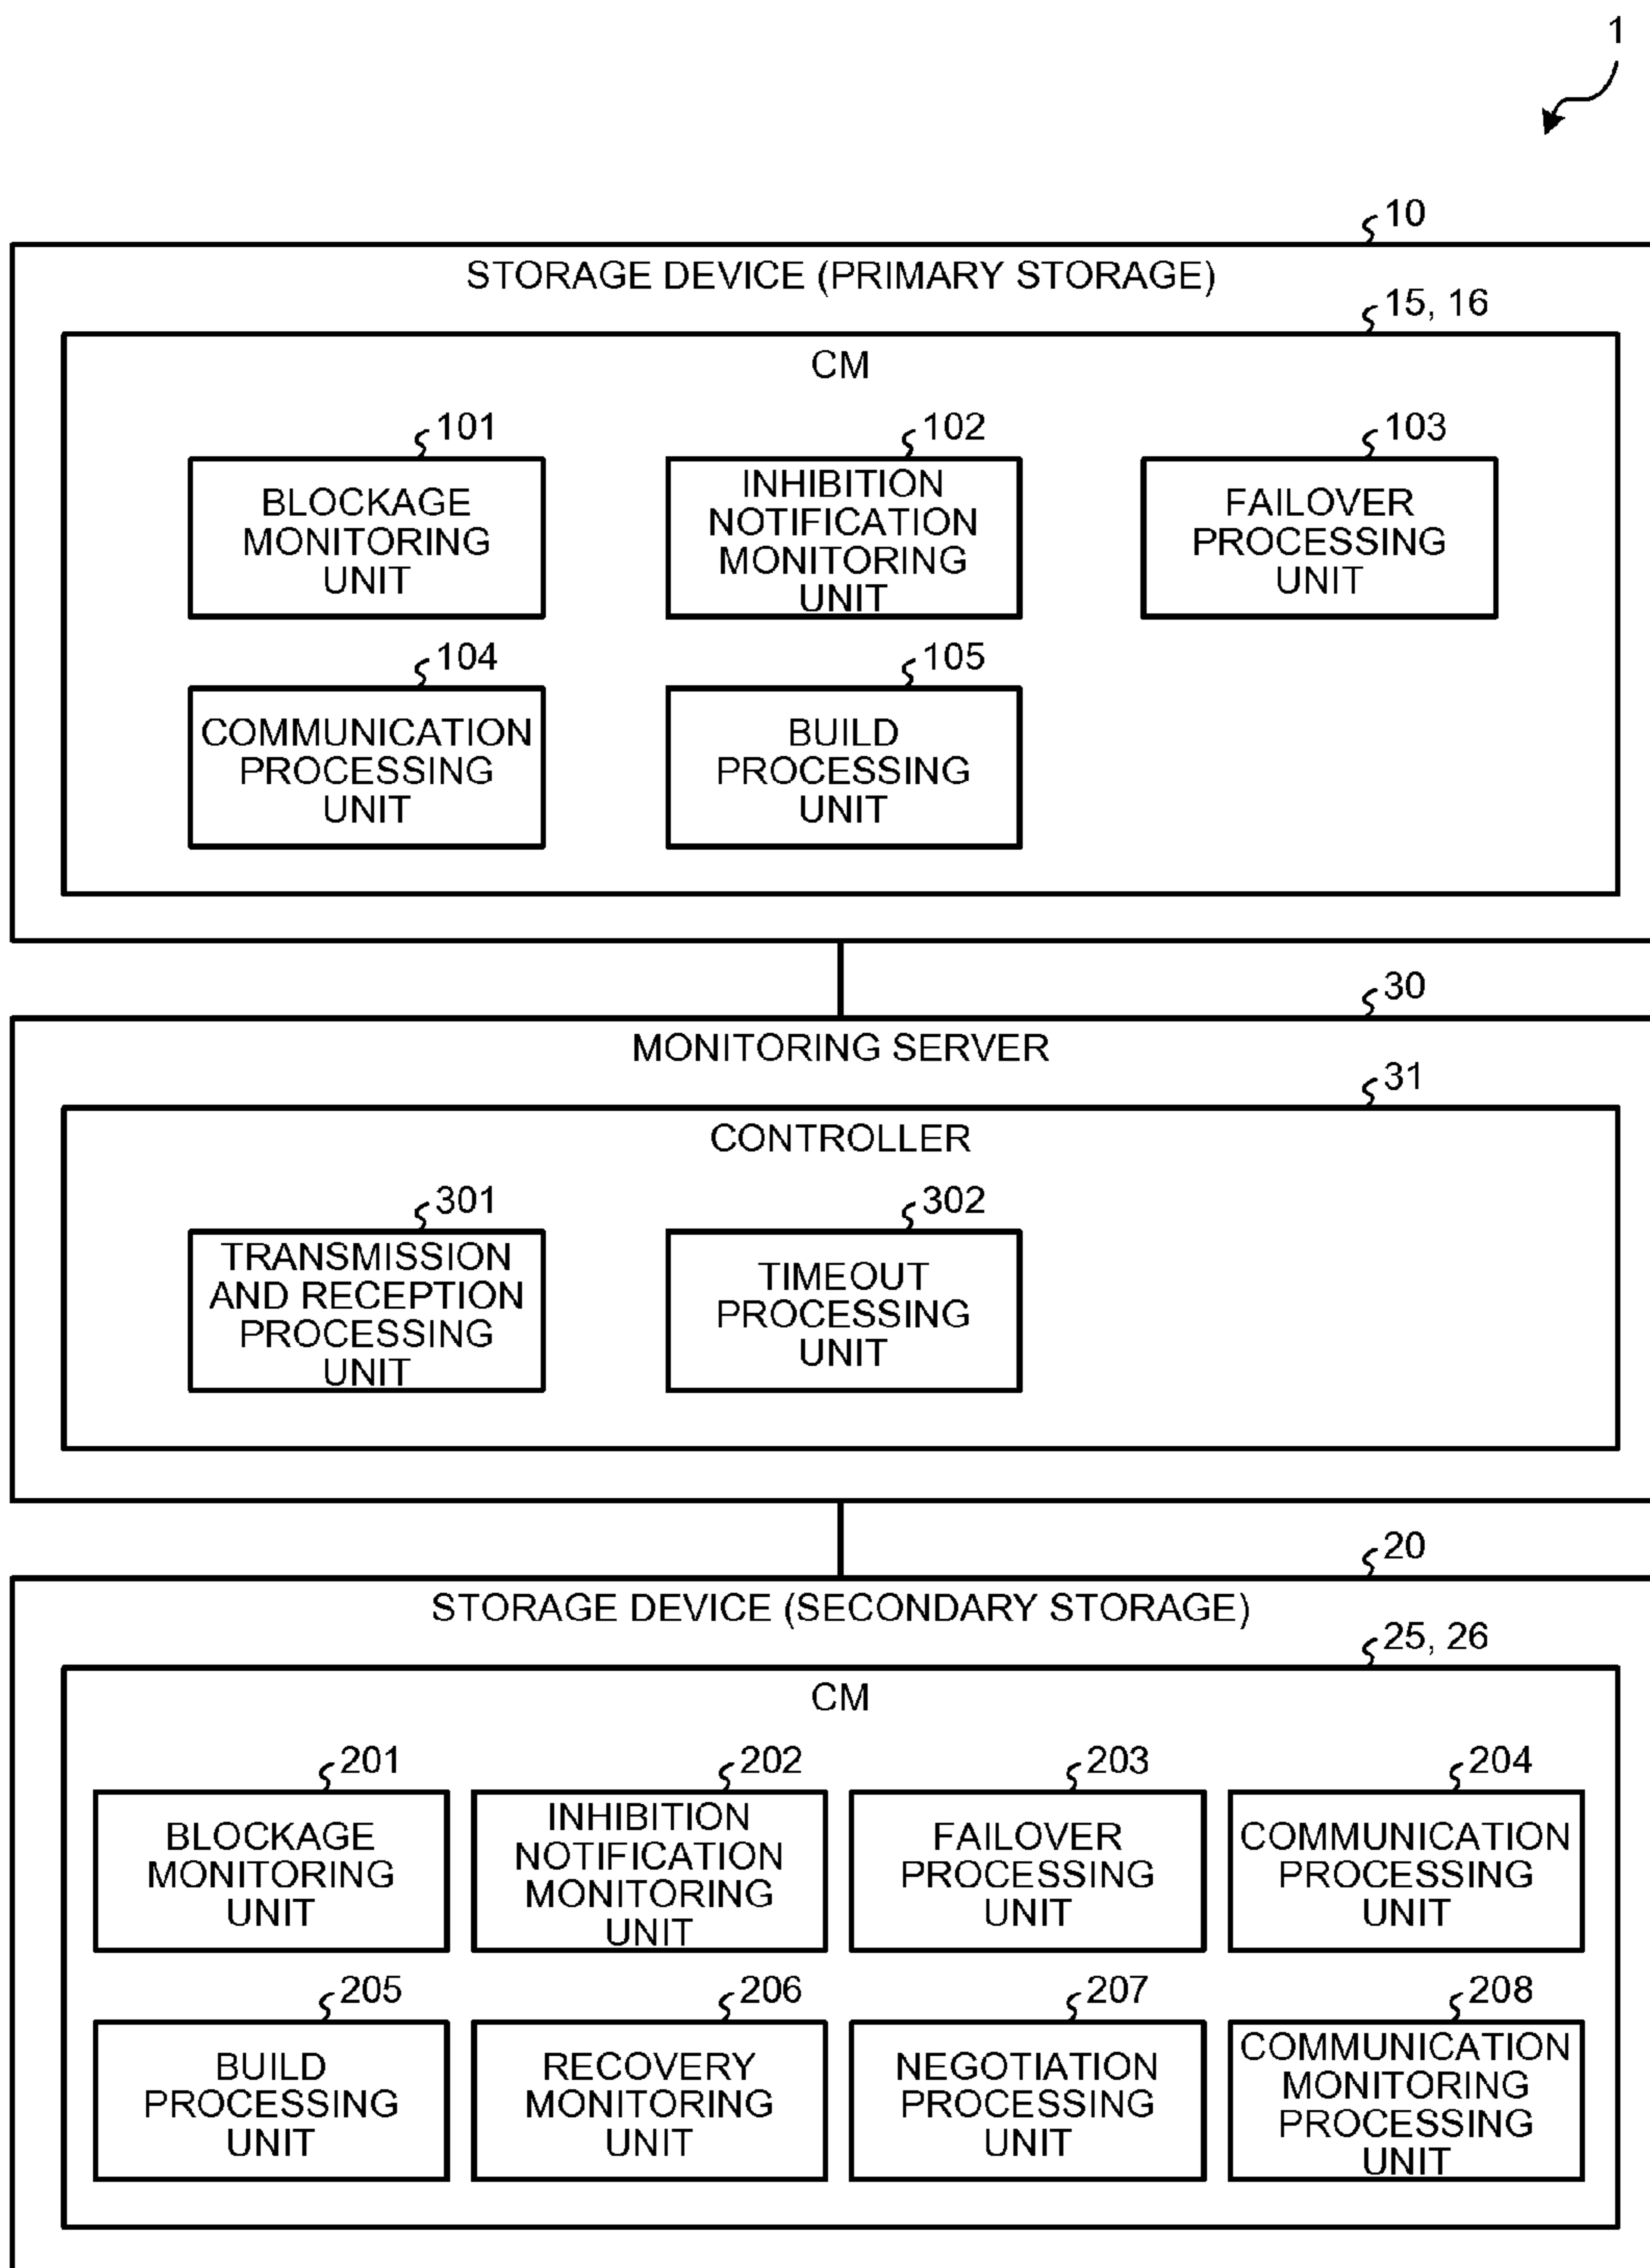 1
10
STORAGE DEVICE (PRIMARY STORAGE)
15, 16
CM
101
BLOCKAGE
MONITORING
UNIT
102
INHIBITION
NOTIFICATION
MONITORING
UNIT
103
FAILOVER
PROCESSING
UNIT
104
COMMUNICATION
PROCESSING
UNIT
105
BUILD
PROCESSING
UNIT
30
MONITORING SERVER
31
CONTROLLER
301
TRANSMISSION
AND RECEPTION
PROCESSING
UNIT
302
TIMEOUT
PROCESSING
UNIT
20
STORAGE DEVICE (SECONDARY STORAGE)
25, 26
CM
201
BLOCKAGE
MONITORING
UNIT
202
INHIBITION
NOTIFICATION
MONITORING
UNIT
203
FAILOVER
PROCESSING
UNIT
204
COMMUNICATION
PROCESSING
UNIT
205
BUILD
PROCESSING
UNIT
206
RECOVERY
MONITORING
UNIT
207
NEGOTIATION
PROCESSING
UNIT
208
COMMUNICATION
MONITORING
PROCESSING
UNIT